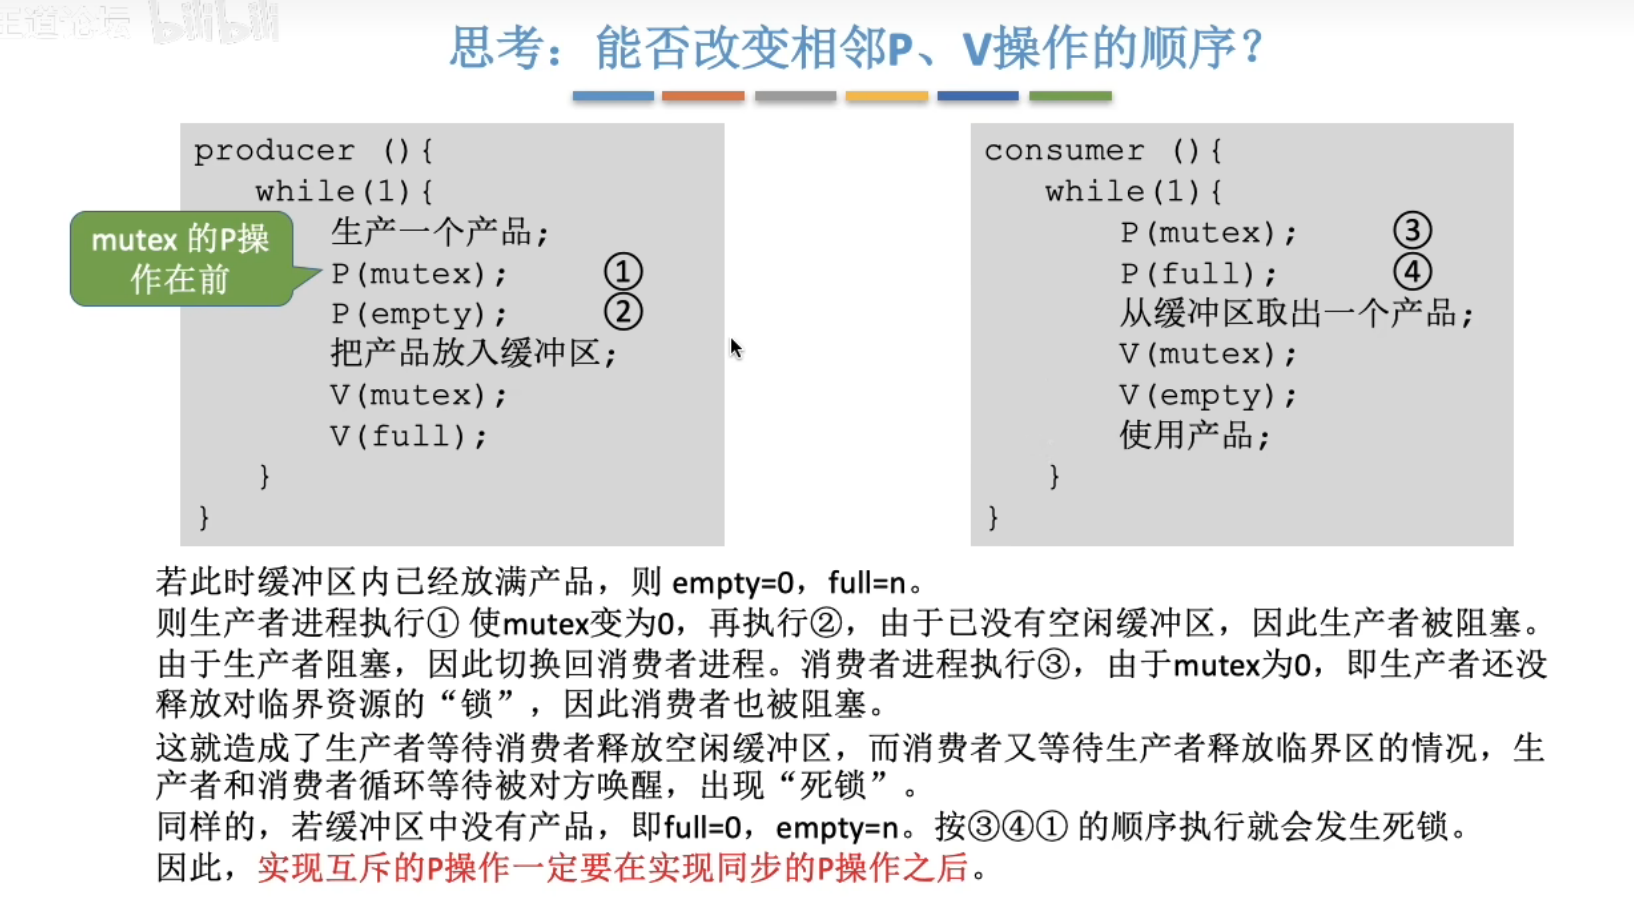 王道论坛 bilibili
思考：能否改变相邻P、V操作的顺序？
producer (){
while(1){
生产一个产品;
P(mutex); ①
P(empty); ②
把产品放入缓冲区;
V(mutex);
V(full);
}
}
mutex 的P操
作在前
consumer (){
while(1){
P(mutex); ③
P(full); ④
从缓冲区取出一个产品;
V(mutex);
V(empty);
使用产品;
}
}
若此时缓冲区内已经放满产品，则 empty=0，full=n。
则生产者进程执行① 使mutex变为0，再执行②，由于已没有空闲缓冲区，因此生产者被阻塞。
由于生产者阻塞，因此切换回消费者进程。消费者进程执行③，由于mutex为0，即生产者还没
释放对临界资源的“锁”，因此消费者也被阻塞。
这就造成了生产者等待消费者释放空闲缓冲区，而消费者又等待生产者释放临界区的情况，生
产者和消费者循环等待被对方唤醒，出现“死锁”。
同样的，若缓冲区中没有产品，即full=0，empty=n。按③④① 的顺序执行就会发生死锁。
因此，实现互斥的P操作一定要在实现同步的P操作之后。